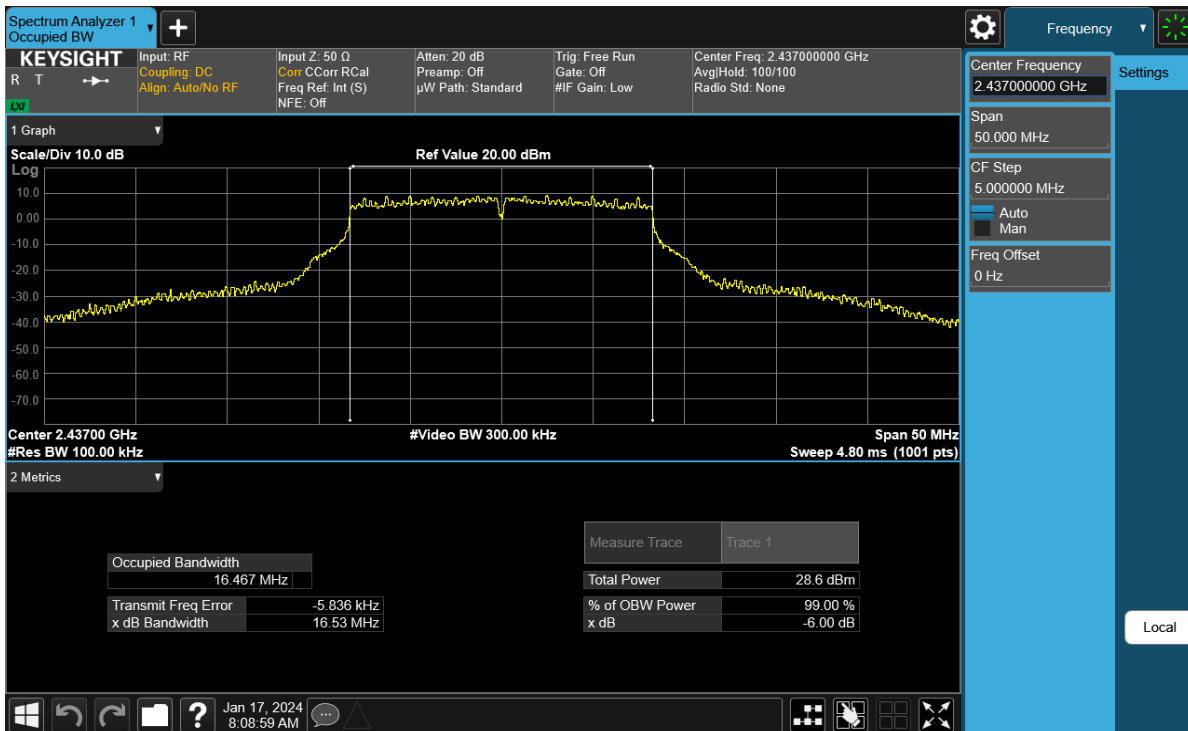 Spectrum Analyzer 1
Occupied BW
Frequency
KEYSIGHT
R T
LXI
Input: RF
Coupling: DC
Align: Auto/No RF
Input Z: 50 Ω
Corr CCorr RCal
Freq Ref: Int (S)
NFE: Off
Atten: 20 dB
Preamp: Off
µW Path: Standard
Trig: Free Run
Gate: Off
#IF Gain: Low
Center Freq: 2.437000000 GHz
Avg|Hold: 100/100
Radio Std: None
Center Frequency
2.437000000 GHz
Settings
Span
50.000 MHz
CF Step
5.000000 MHz
Auto
Man
Freq Offset
0 Hz
Local
1 Graph
Scale/Div 10.0 dB
Ref Value 20.00 dBm
Log
10.0
0.00
-10.0
-20.0
-30.0
-40.0
-50.0
-60.0
-70.0
Center 2.43700 GHz
#Video BW 300.00 kHz
Span 50 MHz
#Res BW 100.00 kHz
Sweep 4.80 ms (1001 pts)
2 Metrics
Measure Trace
Trace 1
Occupied Bandwidth
16.467 MHz
Total Power
28.6 dBm
Transmit Freq Error
-5.836 kHz
% of OBW Power
99.00 %
x dB Bandwidth
16.53 MHz
x dB
-6.00 dB
?
Jan 17, 2024
8:08:59 AM